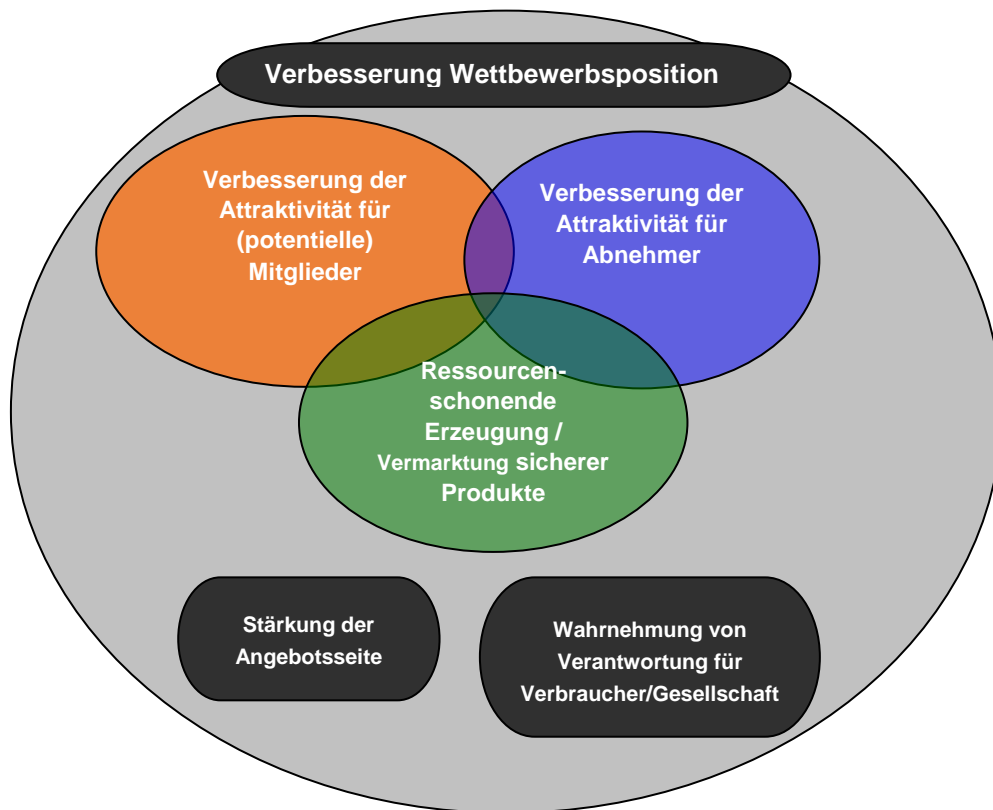 Verbesserung Wettbewerbsposition
Verbesserung der
Attraktivität für
(potentielle)
Mitglieder
Verbesserung der
Attraktivität für
Abnehmer
Ressourcen-
schonende
Erzeugung /
Vermarktung sicherer
Produkte
Stärkung der
Angebotsseite
Wahrnehmung von
Verantwortung für
Verbraucher/Gesellschaft